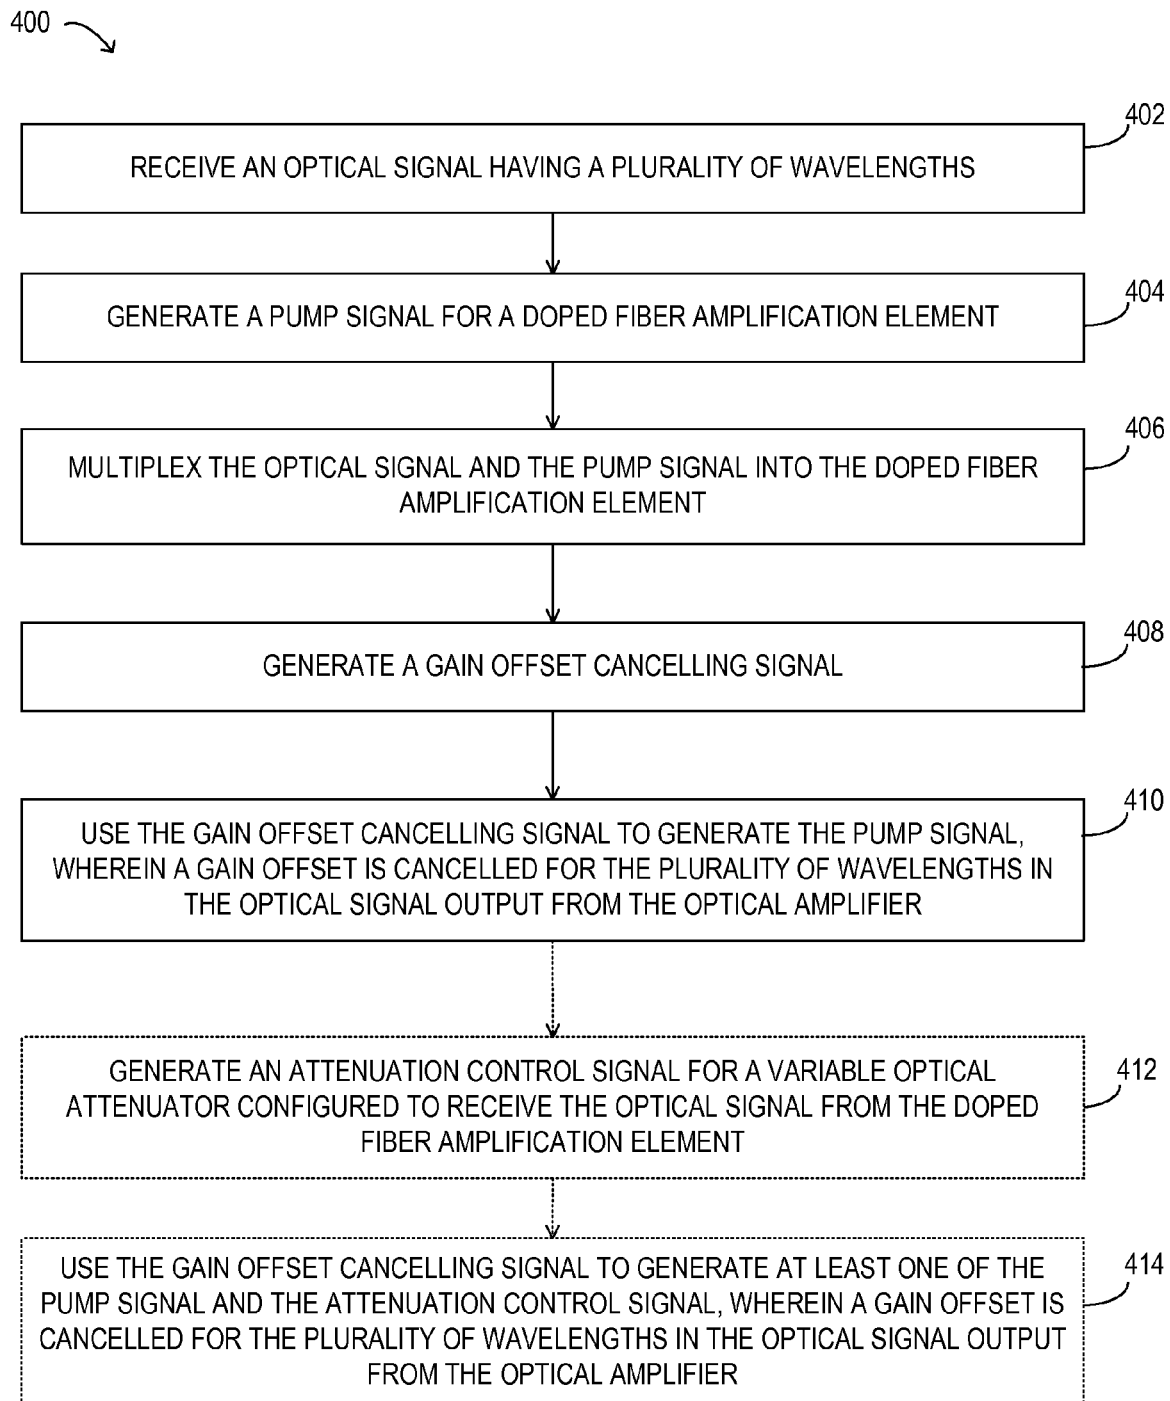 400
402
RECEIVE AN OPTICAL SIGNAL HAVING A PLURALITY OF WAVELENGTHS
404
GENERATE A PUMP SIGNAL FOR A DOPED FIBER AMPLIFICATION ELEMENT
406
MULTIPLEX THE OPTICAL SIGNAL AND THE PUMP SIGNAL INTO THE DOPED FIBER
AMPLIFICATION ELEMENT
408
GENERATE A GAIN OFFSET CANCELLING SIGNAL
410
USE THE GAIN OFFSET CANCELLING SIGNAL TO GENERATE THE PUMP SIGNAL,
WHEREIN A GAIN OFFSET IS CANCELLED FOR THE PLURALITY OF WAVELENGTHS IN
THE OPTICAL SIGNAL OUTPUT FROM THE OPTICAL AMPLIFIER
412
GENERATE AN ATTENUATION CONTROL SIGNAL FOR A VARIABLE OPTICAL
ATTENUATOR CONFIGURED TO RECEIVE THE OPTICAL SIGNAL FROM THE DOPED
FIBER AMPLIFICATION ELEMENT
414
USE THE GAIN OFFSET CANCELLING SIGNAL TO GENERATE AT LEAST ONE OF THE
PUMP SIGNAL AND THE ATTENUATION CONTROL SIGNAL, WHEREIN A GAIN OFFSET IS
CANCELLED FOR THE PLURALITY OF WAVELENGTHS IN THE OPTICAL SIGNAL OUTPUT
FROM THE OPTICAL AMPLIFIER